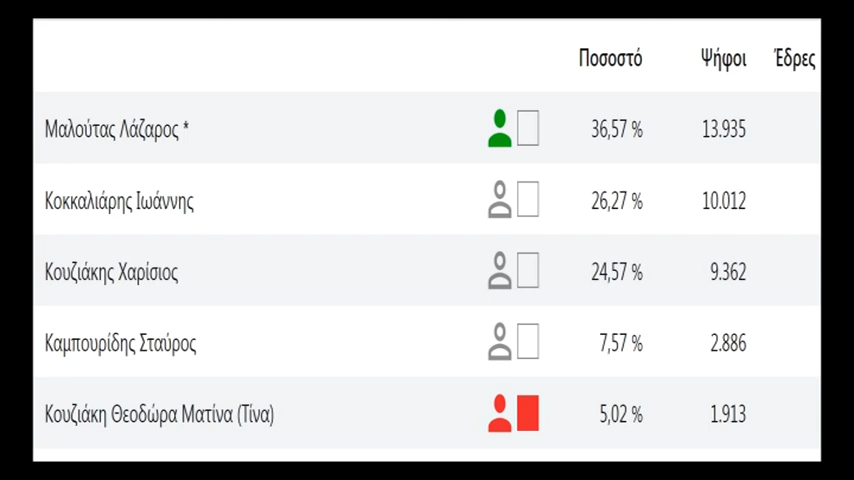 Ποσοστό Ψήφοι Έδρες
Μαλούτας Λάζαρος * 36,57 % 13.935
Κοκκαλιάρης Ιωάννης 26,27 % 10.012
Κουζιάκης Χαρίσιος 24,57 % 9.362
Καμπουρίδης Σταύρος 7,57 % 2.886
Κουζιάκη Θεοδώρα Ματίνα (Τίνα) 5,02 % 1.913